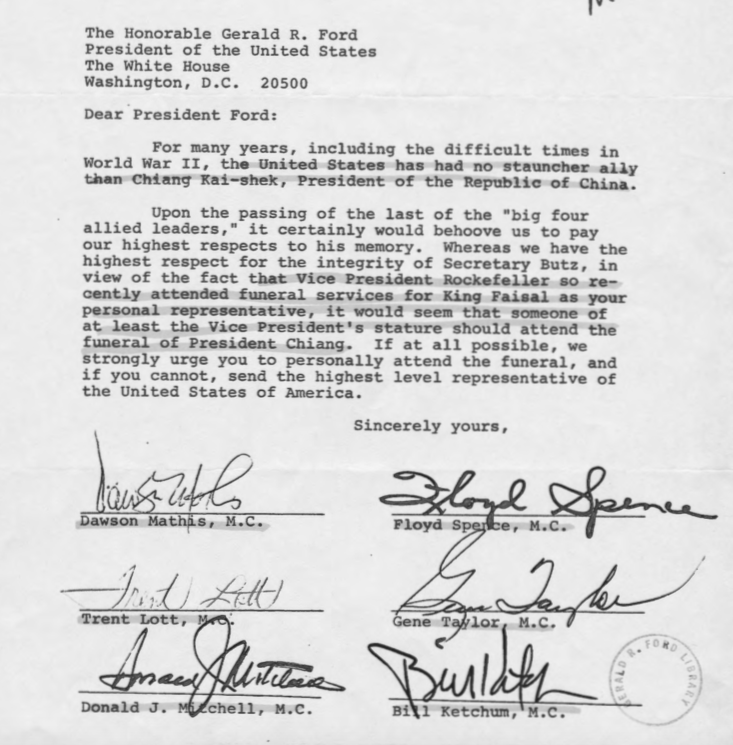 The Honorable Gerald R. Ford
President of the United States
The White House
Washington, D.C. 20500
Dear President Ford:
For many years, including the difficult times in
World War II, the United States has had no stauncher ally
than Chiang Kai-shek, President of the Republic of China.
Upon the passing of the last of the "big four
allied leaders," it certainly would behoove us to pay
our highest respects to his memory. Whereas we have the
highest respect for the integrity of Secretary Butz, in
view of the fact that Vice President Rockefeller so re-
cently attended funeral services for King Faisal as your
personal representative, it would seem that someone of
at least the Vice President's stature should attend the
funeral of President Chiang. If at all possible, we
strongly urge you to personally attend the funeral, and
if you cannot, send the highest level representative of
the United States of America.
Sincerely yours,
Dawson Mathis Floyd Spence
Dawson Mathis, M.C. Floyd Spence, M.C.
Trent Lott Gene Taylor
Trent Lott, M.C. Gene Taylor, M.C.
Donald J. Mitchell Bill Ketchum
Donald J. Mitchell, M.C. Bill Ketchum, M.C.
GERALD R. FORD LIBRARY